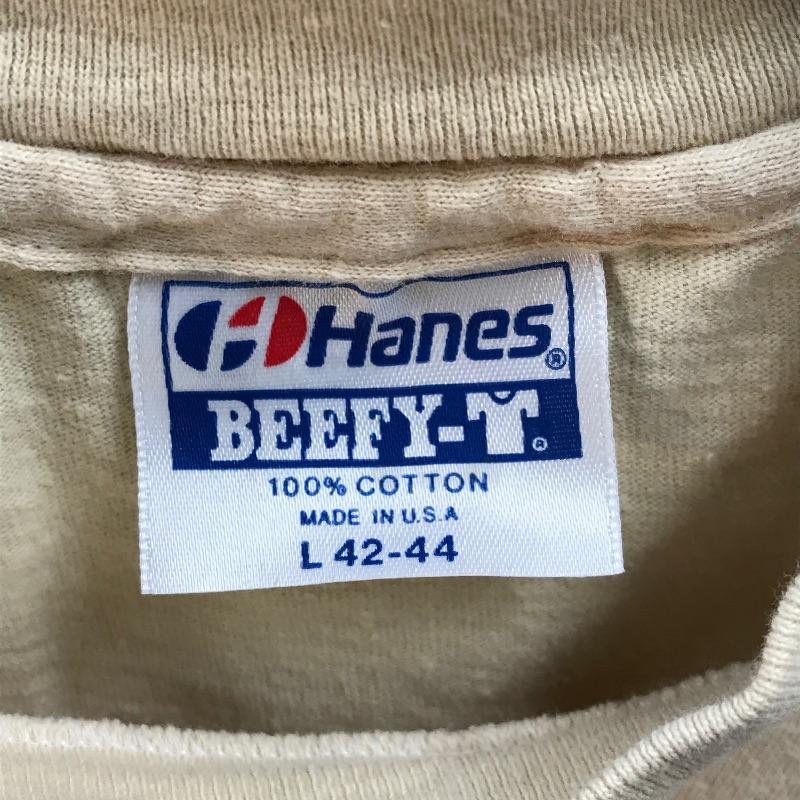 Hanes®
BEEFY-T®
100% COTTON
MADE IN U.S.A
L 42-44